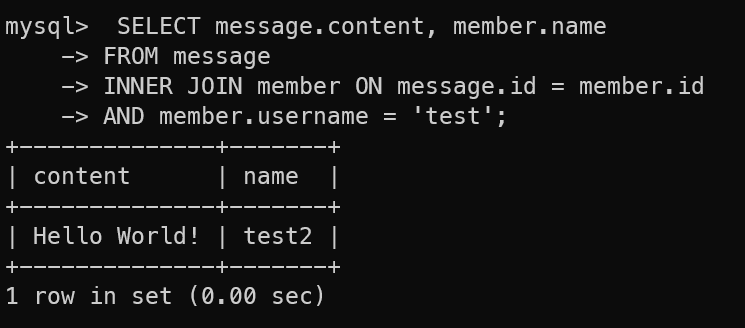 mysql>  SELECT message.content, member.name
    -> FROM message
    -> INNER JOIN member ON message.id = member.id
    -> AND member.username = 'test';
+--------------+-------+
| content      | name  |
+--------------+-------+
| Hello World! | test2 |
+--------------+-------+
1 row in set (0.00 sec)